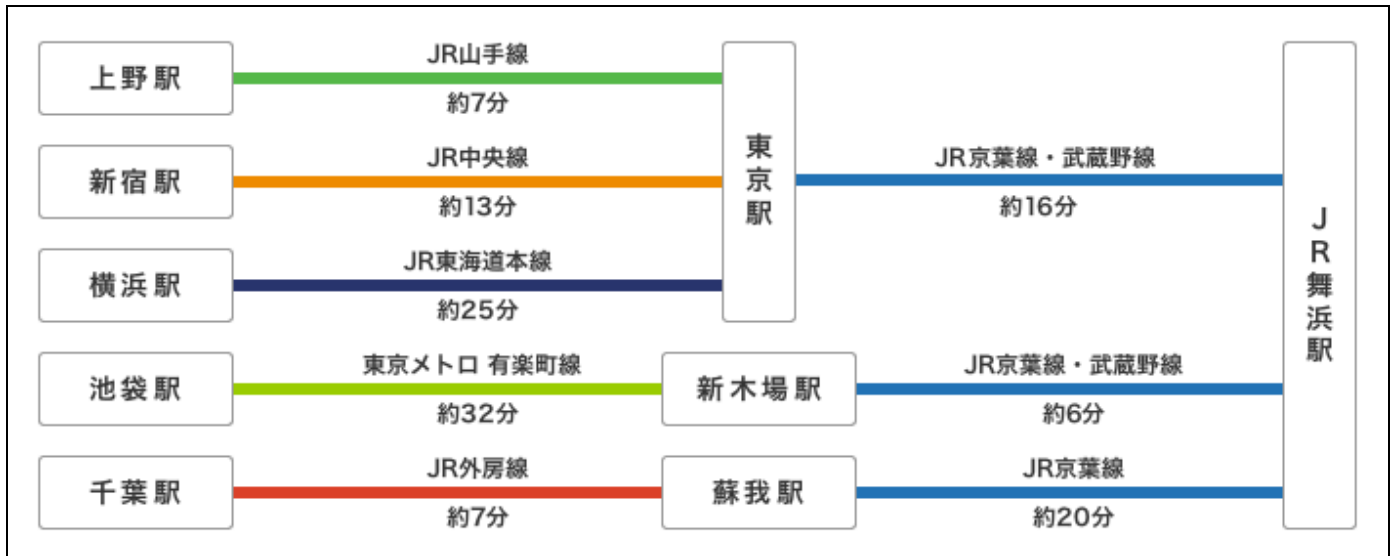 上野駅
JR山手線
約7分
新宿駅
JR中央線
約13分
横浜駅
JR東海道本線
約25分
東京駅
JR京葉線・武蔵野線
約16分
池袋駅
東京メトロ 有楽町線
約32分
新木場駅
JR京葉線・武蔵野線
約6分
千葉駅
JR外房線
約7分
蘇我駅
JR京葉線
約20分
JR舞浜駅